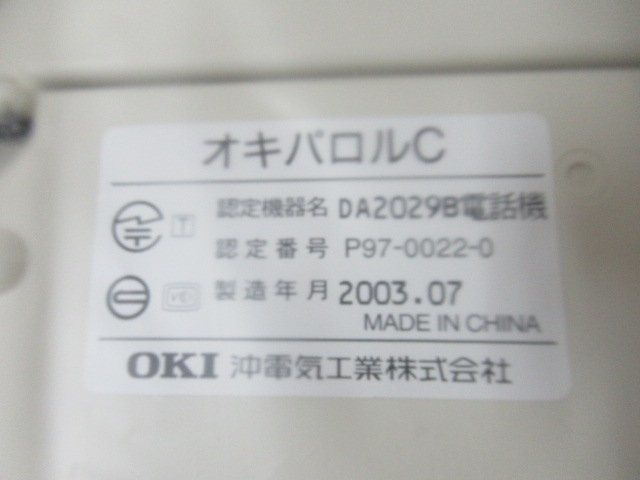 オキパロルC
認定機器名 DA2029B電話機
T 認定番号 P97-0022-0
製造年月 2003.07
MADE IN CHINA
OKI 沖電気工業株式会社